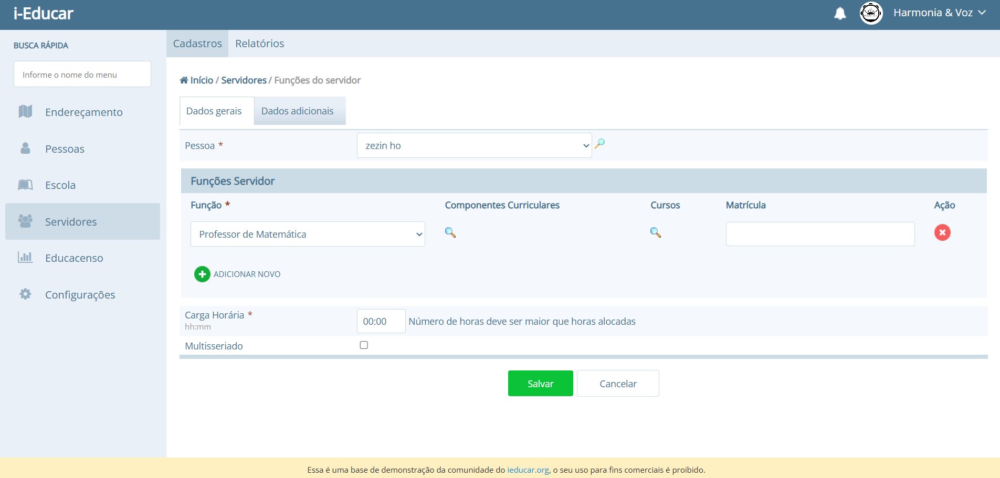 i-Educar
Harmonia & Voz
BUSCA RÁPIDA
Informe o nome do menu
Endereçamento
Pessoas
Escola
Servidores
Educacenso
Configurações
Cadastros Relatórios
Início / Servidores / Funções do servidor
Dados gerais Dados adicionais
Pessoa * zezin ho
Funções Servidor
Função * Componentes Curriculares Cursos Matrícula Ação
Professor de Matemática
ADICIONAR NOVO
Carga Horária * 00:00 Número de horas deve ser maior que horas alocadas
hh:mm
Multisseriado
Salvar Cancelar
Essa é uma base de demonstração da comunidade do ieducar.org, o seu uso para fins comerciais é proibido.